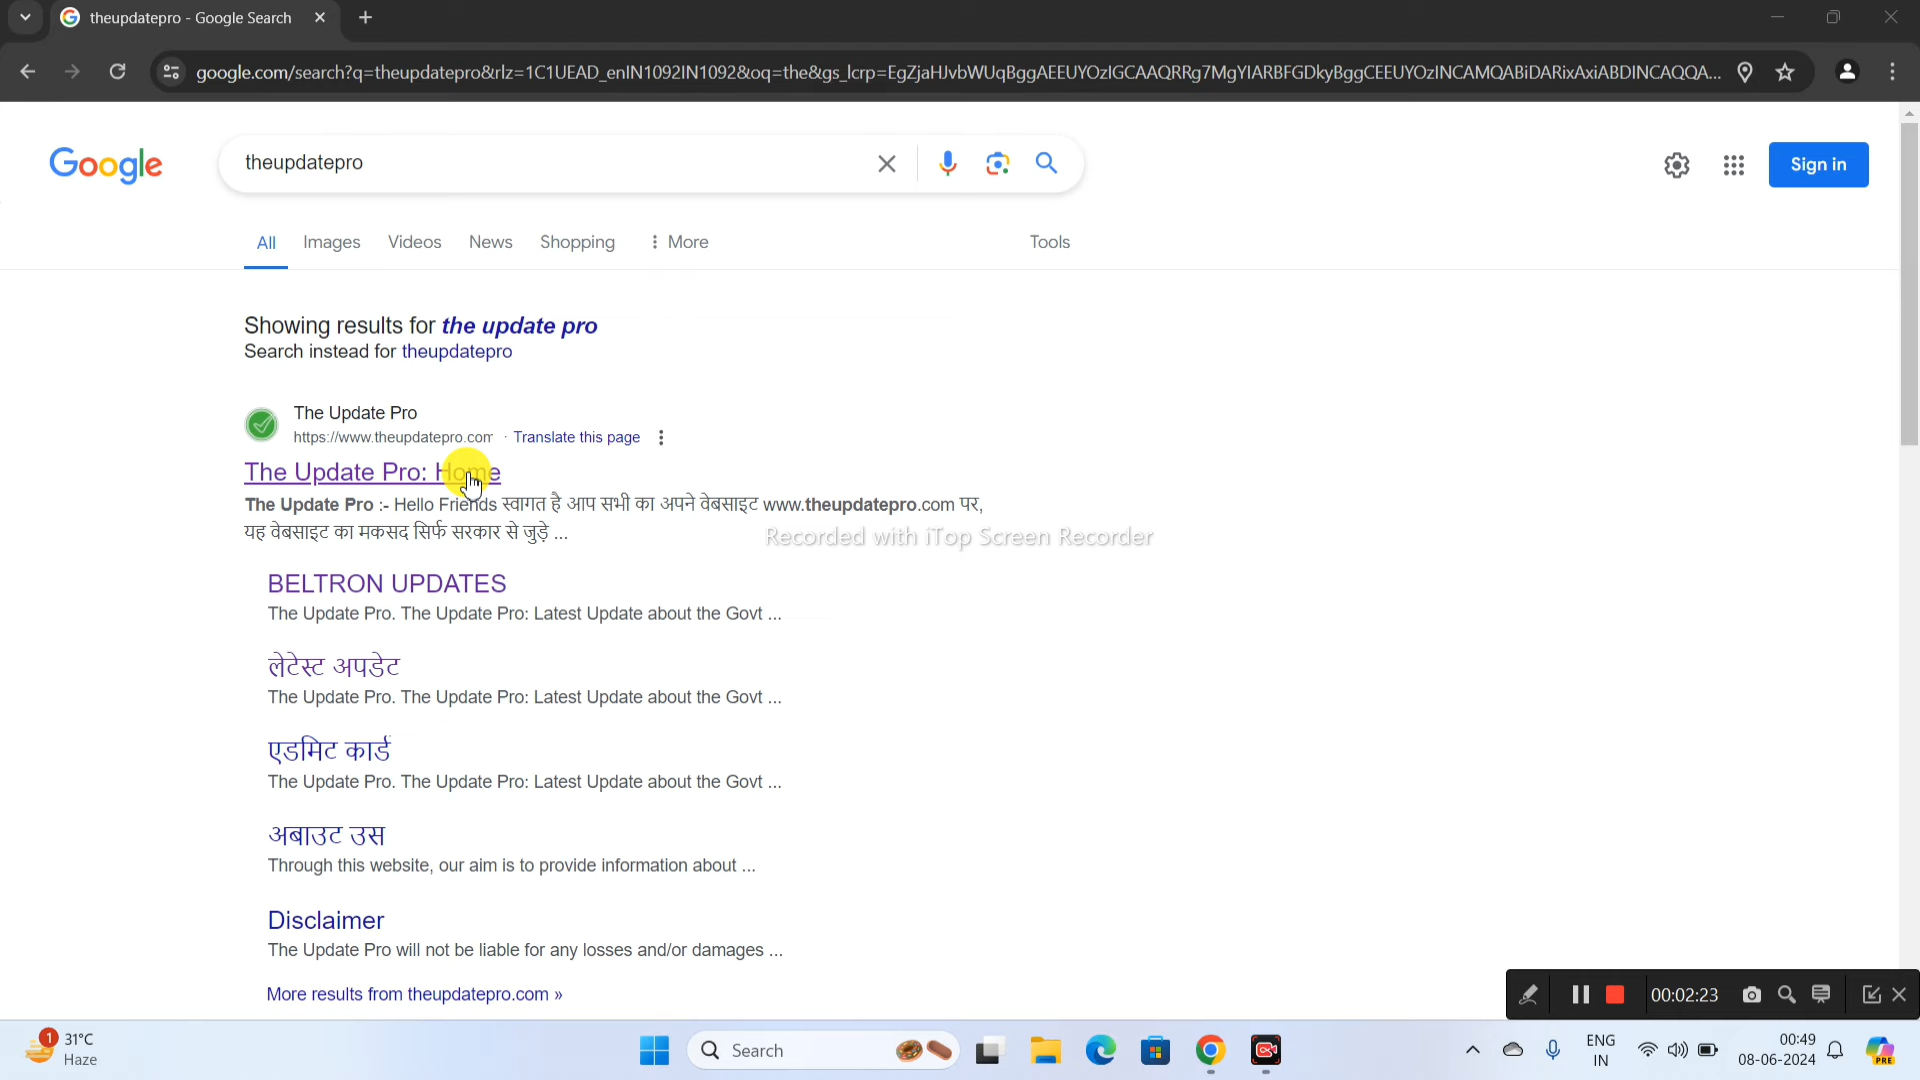 theupdatepro - Google Search
google.com/search?q=theupdatepro&rlz=1C1UEAD_enIN1092IN1092&oq=the&gs_lcrp=EgZjaHJvbWUqBggAEEUYOzIGCAAQRRg7MgYIARBFGDkyBggCEEUYOzINCAMQABiDARixAxiABDINCAQQA...
Google
theupdatepro
Sign in
All Images Videos News Shopping More Tools
Showing results for the update pro
Search instead for theupdatepro
The Update Pro
https://www.theupdatepro.com · Translate this page
The Update Pro: Home
The Update Pro :- Hello Friends स्वागत है आप सभी का अपने वेबसाइट www.theupdatepro.com पर,
यह वेबसाइट का मकसद सिर्फ सरकार से जुड़े ...
Recorded with iTop Screen Recorder
BELTRON UPDATES
The Update Pro. The Update Pro: Latest Update about the Govt ...
लेटेस्ट अपडेट
The Update Pro. The Update Pro: Latest Update about the Govt ...
एडमिट कार्ड
The Update Pro. The Update Pro: Latest Update about the Govt ...
अबाउट उस
Through this website, our aim is to provide information about ...
Disclaimer
The Update Pro will not be liable for any losses and/or damages ...
More results from theupdatepro.com »
00:02:23
1
31°C
Haze
Search
ENG
IN
00:49
08-06-2024
PRE